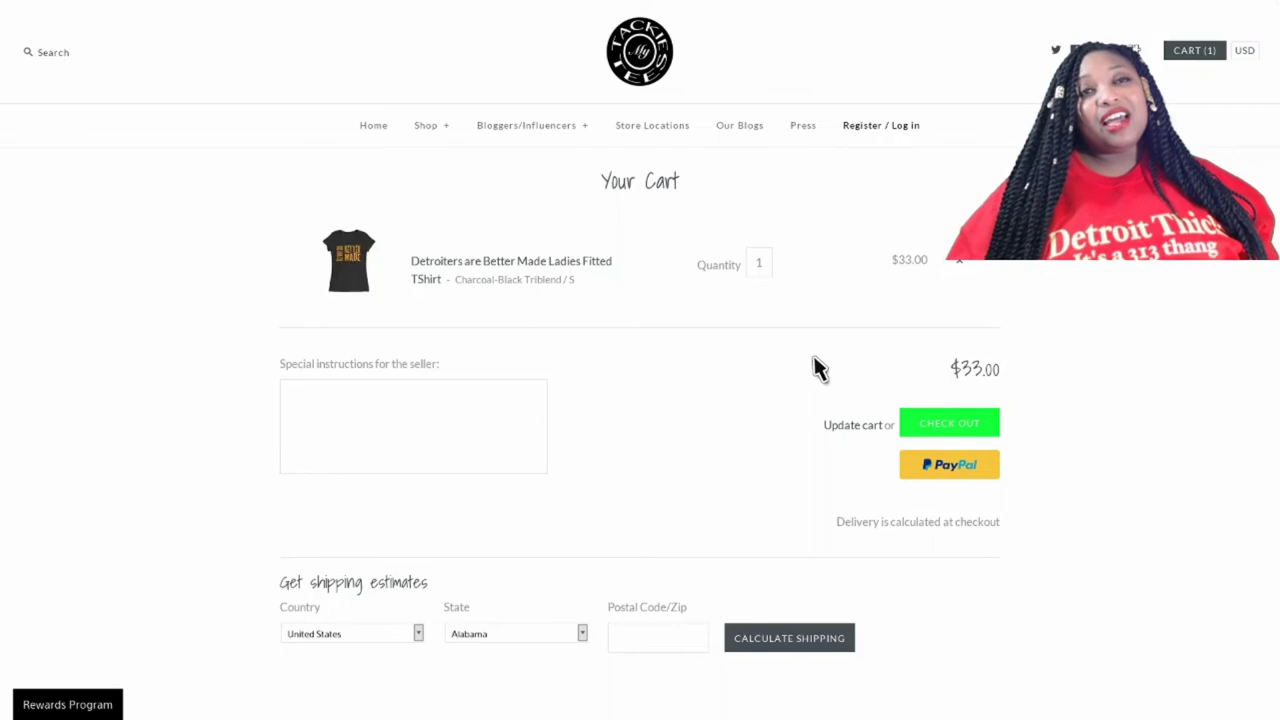 Search
MY TACKIES TEES
CART (1)
USD
Home
Shop +
Bloggers/Influencers +
Store Locations
Our Blogs
Press
Register / Log in
Your Cart
Detroiters are Better Made Ladies Fitted
TShirt - Charcoal-Black Triblend / S
Quantity
1
$33.00
Detroit Thick
It's a 313 thang
Special instructions for the seller:
$33.00
Update cart or
CHECK OUT
PayPal
Delivery is calculated at checkout
Get shipping estimates
Country
State
Postal Code/Zip
United States
Alabama
CALCULATE SHIPPING
Rewards Program